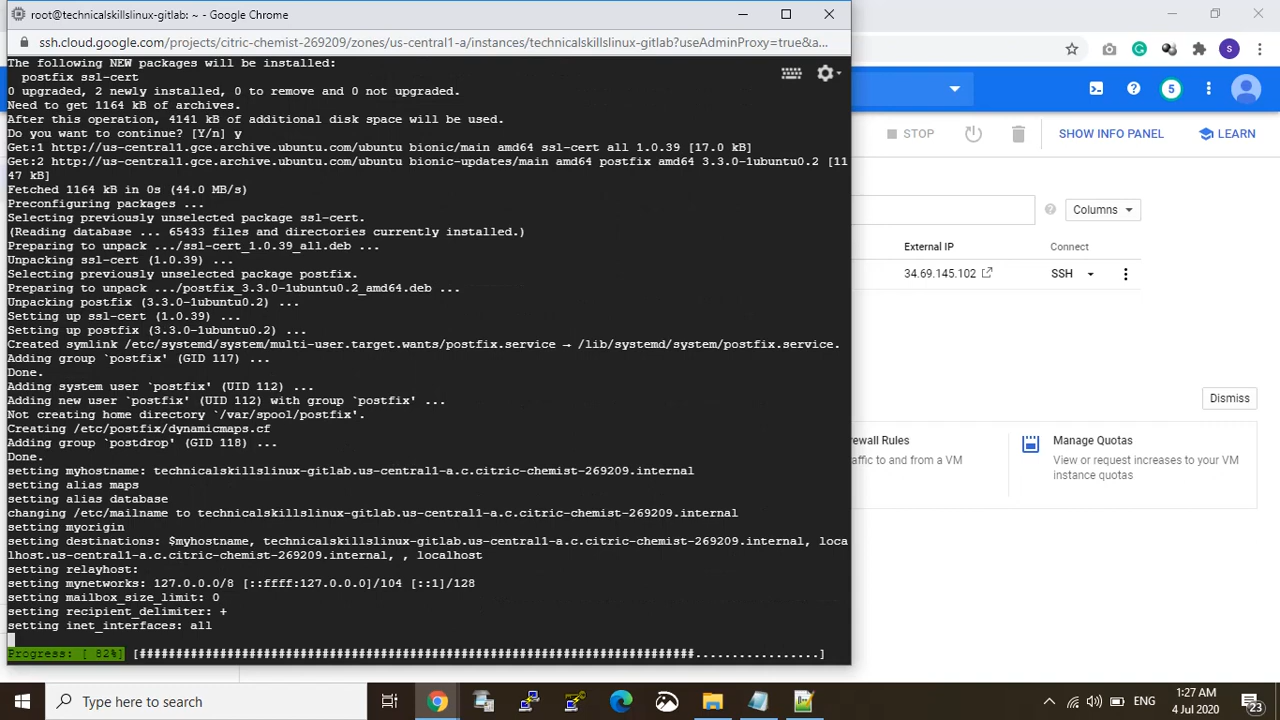 root@technicalskillslinux-gitlab: ~ - Google Chrome
ssh.cloud.google.com/projects/citric-chemist-269209/zones/us-central1-a/instances/technicalskillslinux-gitlab?useAdminProxy=true&a...
The following NEW packages will be installed:
  postfix ssl-cert
0 upgraded, 2 newly installed, 0 to remove and 0 not upgraded.
Need to get 1164 kB of archives.
After this operation, 4141 kB of additional disk space will be used.
Do you want to continue? [Y/n] y
Get:1 http://us-central1.gce.archive.ubuntu.com/ubuntu bionic/main amd64 ssl-cert all 1.0.39 [17.0 kB]
Get:2 http://us-central1.gce.archive.ubuntu.com/ubuntu bionic-updates/main amd64 postfix amd64 3.3.0-1ubuntu0.2 [11
47 kB]
Fetched 1164 kB in 0s (44.0 MB/s)
Preconfiguring packages ...
Selecting previously unselected package ssl-cert.
(Reading database ... 65433 files and directories currently installed.)
Preparing to unpack .../ssl-cert_1.0.39_all.deb ...
Unpacking ssl-cert (1.0.39) ...
Selecting previously unselected package postfix.
Preparing to unpack .../postfix_3.3.0-1ubuntu0.2_amd64.deb ...
Unpacking postfix (3.3.0-1ubuntu0.2) ...
Setting up ssl-cert (1.0.39) ...
Setting up postfix (3.3.0-1ubuntu0.2) ...
Created symlink /etc/systemd/system/multi-user.target.wants/postfix.service → /lib/systemd/system/postfix.service.
Adding group `postfix' (GID 117) ...
Done.
Adding system user `postfix' (UID 112) ...
Adding new user `postfix' (UID 112) with group `postfix' ...
Not creating home directory `/var/spool/postfix'.
Creating /etc/postfix/dynamicmaps.cf
Adding group `postdrop' (GID 118) ...
Done.
setting myhostname: technicalskillslinux-gitlab.us-central1-a.c.citric-chemist-269209.internal
setting alias maps
setting alias database
changing /etc/mailname to technicalskillslinux-gitlab.us-central1-a.c.citric-chemist-269209.internal
setting myorigin
setting destinations: $myhostname, technicalskillslinux-gitlab.us-central1-a.c.citric-chemist-269209.internal, loca
lhost.us-central1-a.c.citric-chemist-269209.internal, , localhost
setting relayhost:
setting mynetworks: 127.0.0.0/8 [::ffff:127.0.0.0]/104 [::1]/128
setting mailbox_size_limit: 0
setting recipient_delimiter: +
setting inet_interfaces: all
Progress: [ 82%] [##############################################################################..................]
S
5
STOP
SHOW INFO PANEL
LEARN
Columns
External IP Connect
34.69.145.102 SSH
Dismiss
ewall Rules
affic to and from a VM
Manage Quotas
View or request increases to your VM
instance quotas
Type here to search
ENG
1:27 AM
4 Jul 2020
23